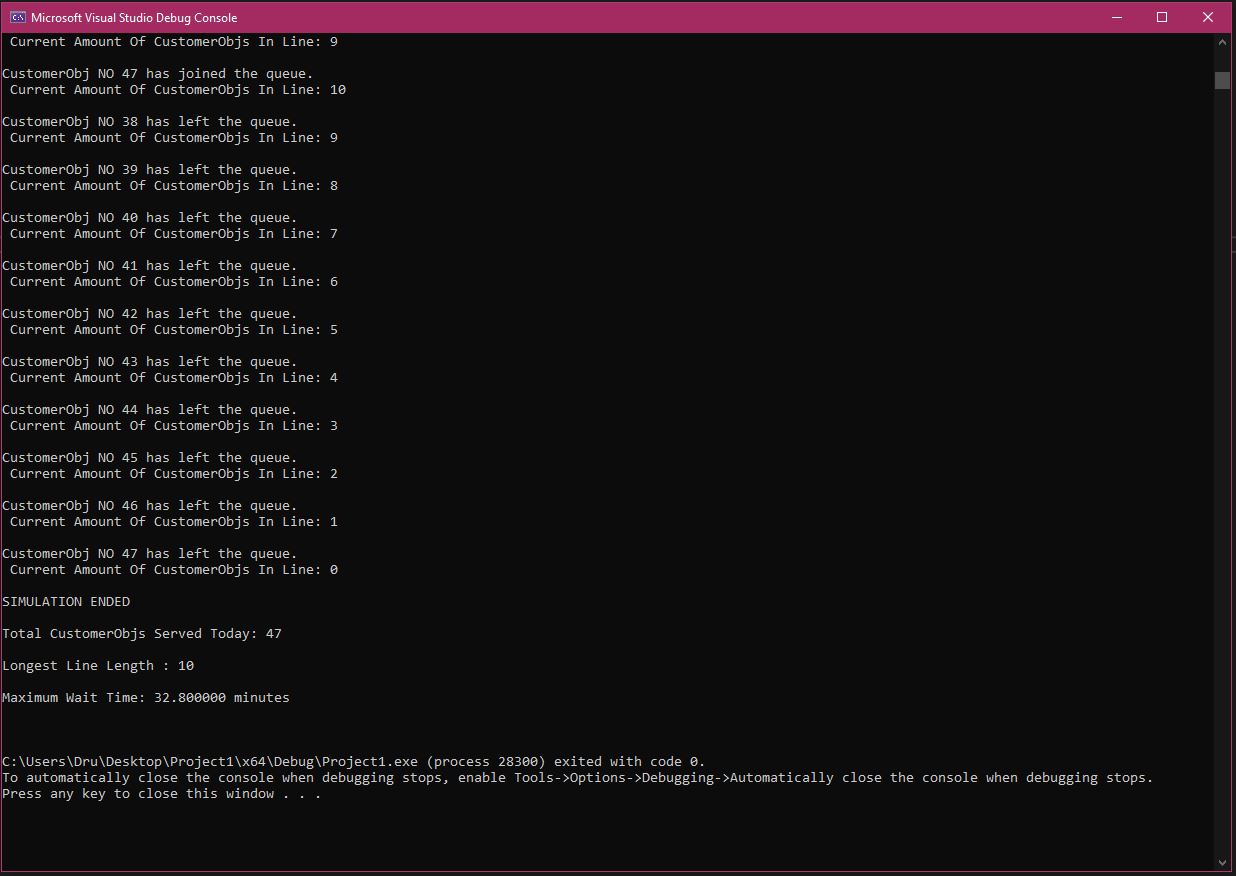 Microsoft Visual Studio Debug Console
Current Amount Of CustomerObjs In Line: 9
CustomerObj NO 47 has joined the queue.
Current Amount Of CustomerObjs In Line: 10
CustomerObj NO 38 has left the queue.
Current Amount Of CustomerObjs In Line: 9
CustomerObj NO 39 has left the queue.
Current Amount Of CustomerObjs In Line: 8
CustomerObj NO 40 has left the queue.
Current Amount Of CustomerObjs In Line: 7
CustomerObj NO 41 has left the queue.
Current Amount Of CustomerObjs In Line: 6
CustomerObj NO 42 has left the queue.
Current Amount Of CustomerObjs In Line: 5
CustomerObj NO 43 has left the queue.
Current Amount Of CustomerObjs In Line: 4
CustomerObj NO 44 has left the queue.
Current Amount Of CustomerObjs In Line: 3
CustomerObj NO 45 has left the queue.
Current Amount Of CustomerObjs In Line: 2
CustomerObj NO 46 has left the queue.
Current Amount Of CustomerObjs In Line: 1
CustomerObj NO 47 has left the queue.
Current Amount Of CustomerObjs In Line: 0
SIMULATION ENDED
Total CustomerObjs Served Today: 47
Longest Line Length : 10
Maximum Wait Time: 32.800000 minutes
C:\Users\Dru\Desktop\Project1\x64\Debug\Project1.exe (process 28300) exited with code 0.
To automatically close the console when debugging stops, enable Tools->Options->Debugging->Automatically close the console when debugging stops.
Press any key to close this window . . .